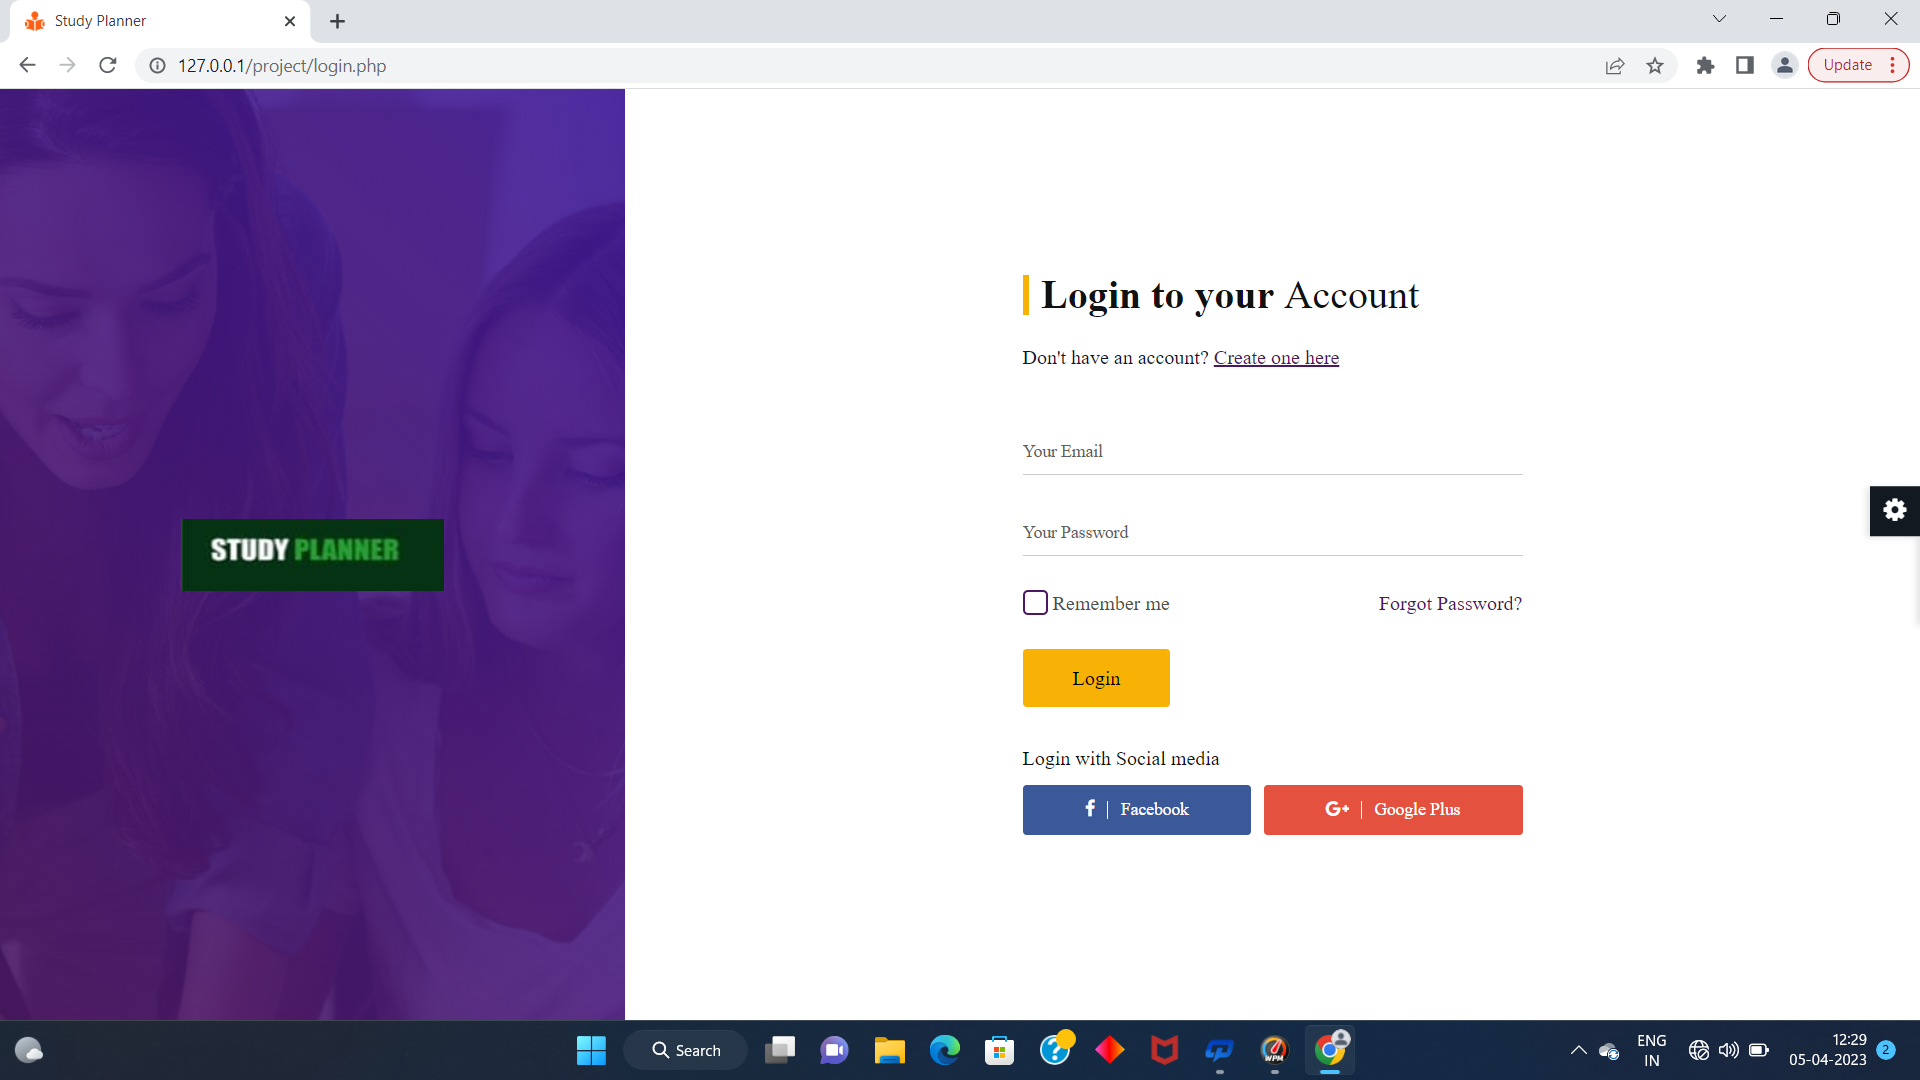 Study Planner
127.0.0.1/project/login.php
Update
STUDY PLANNER
Login to your Account
Don't have an account? Create one here
Your Email
Your Password
Remember me
Forgot Password?
Login
Login with Social media
f | Facebook
G+ | Google Plus
Search
WPM
ENG
IN
12:29
05-04-2023
2